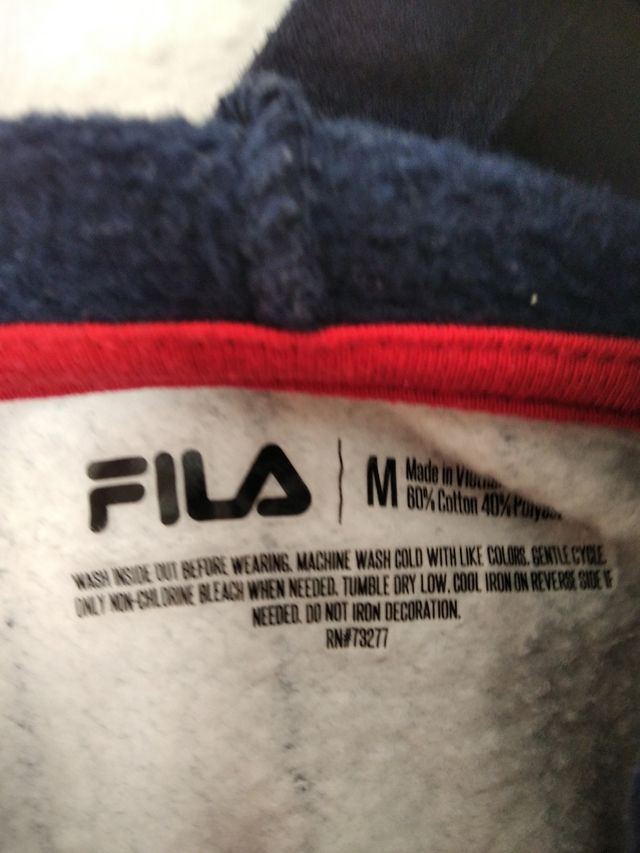 FILA
M
Made in
60% Cotton 40%
WASH INSIDE OUT BEFORE WEARING. MACHINE WASH COLD WITH LIKE COLORS. GENTLE CYCLE.
ONLY NON-CHLORINE BLEACH WHEN NEEDED. TUMBLE DRY LOW. COOL IRON ON REVERSE SIDE IF
NEEDED. DO NOT IRON DECORATION.
RN#73277